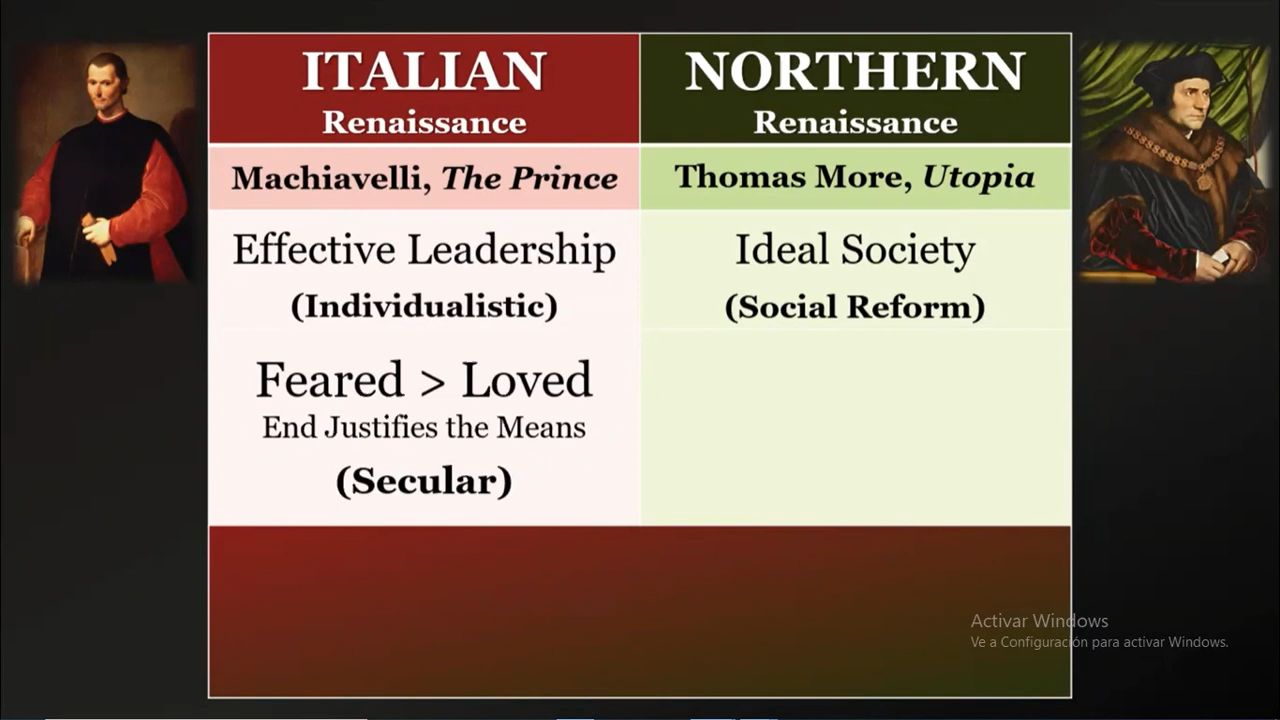 ITALIAN
Renaissance
NORTHERN
Renaissance
Machiavelli, The Prince
Thomas More, Utopia
Effective Leadership
(Individualistic)
Ideal Society
(Social Reform)
Feared > Loved
End Justifies the Means
(Secular)
Activar Windows
Ve a Configuración para activar Windows.